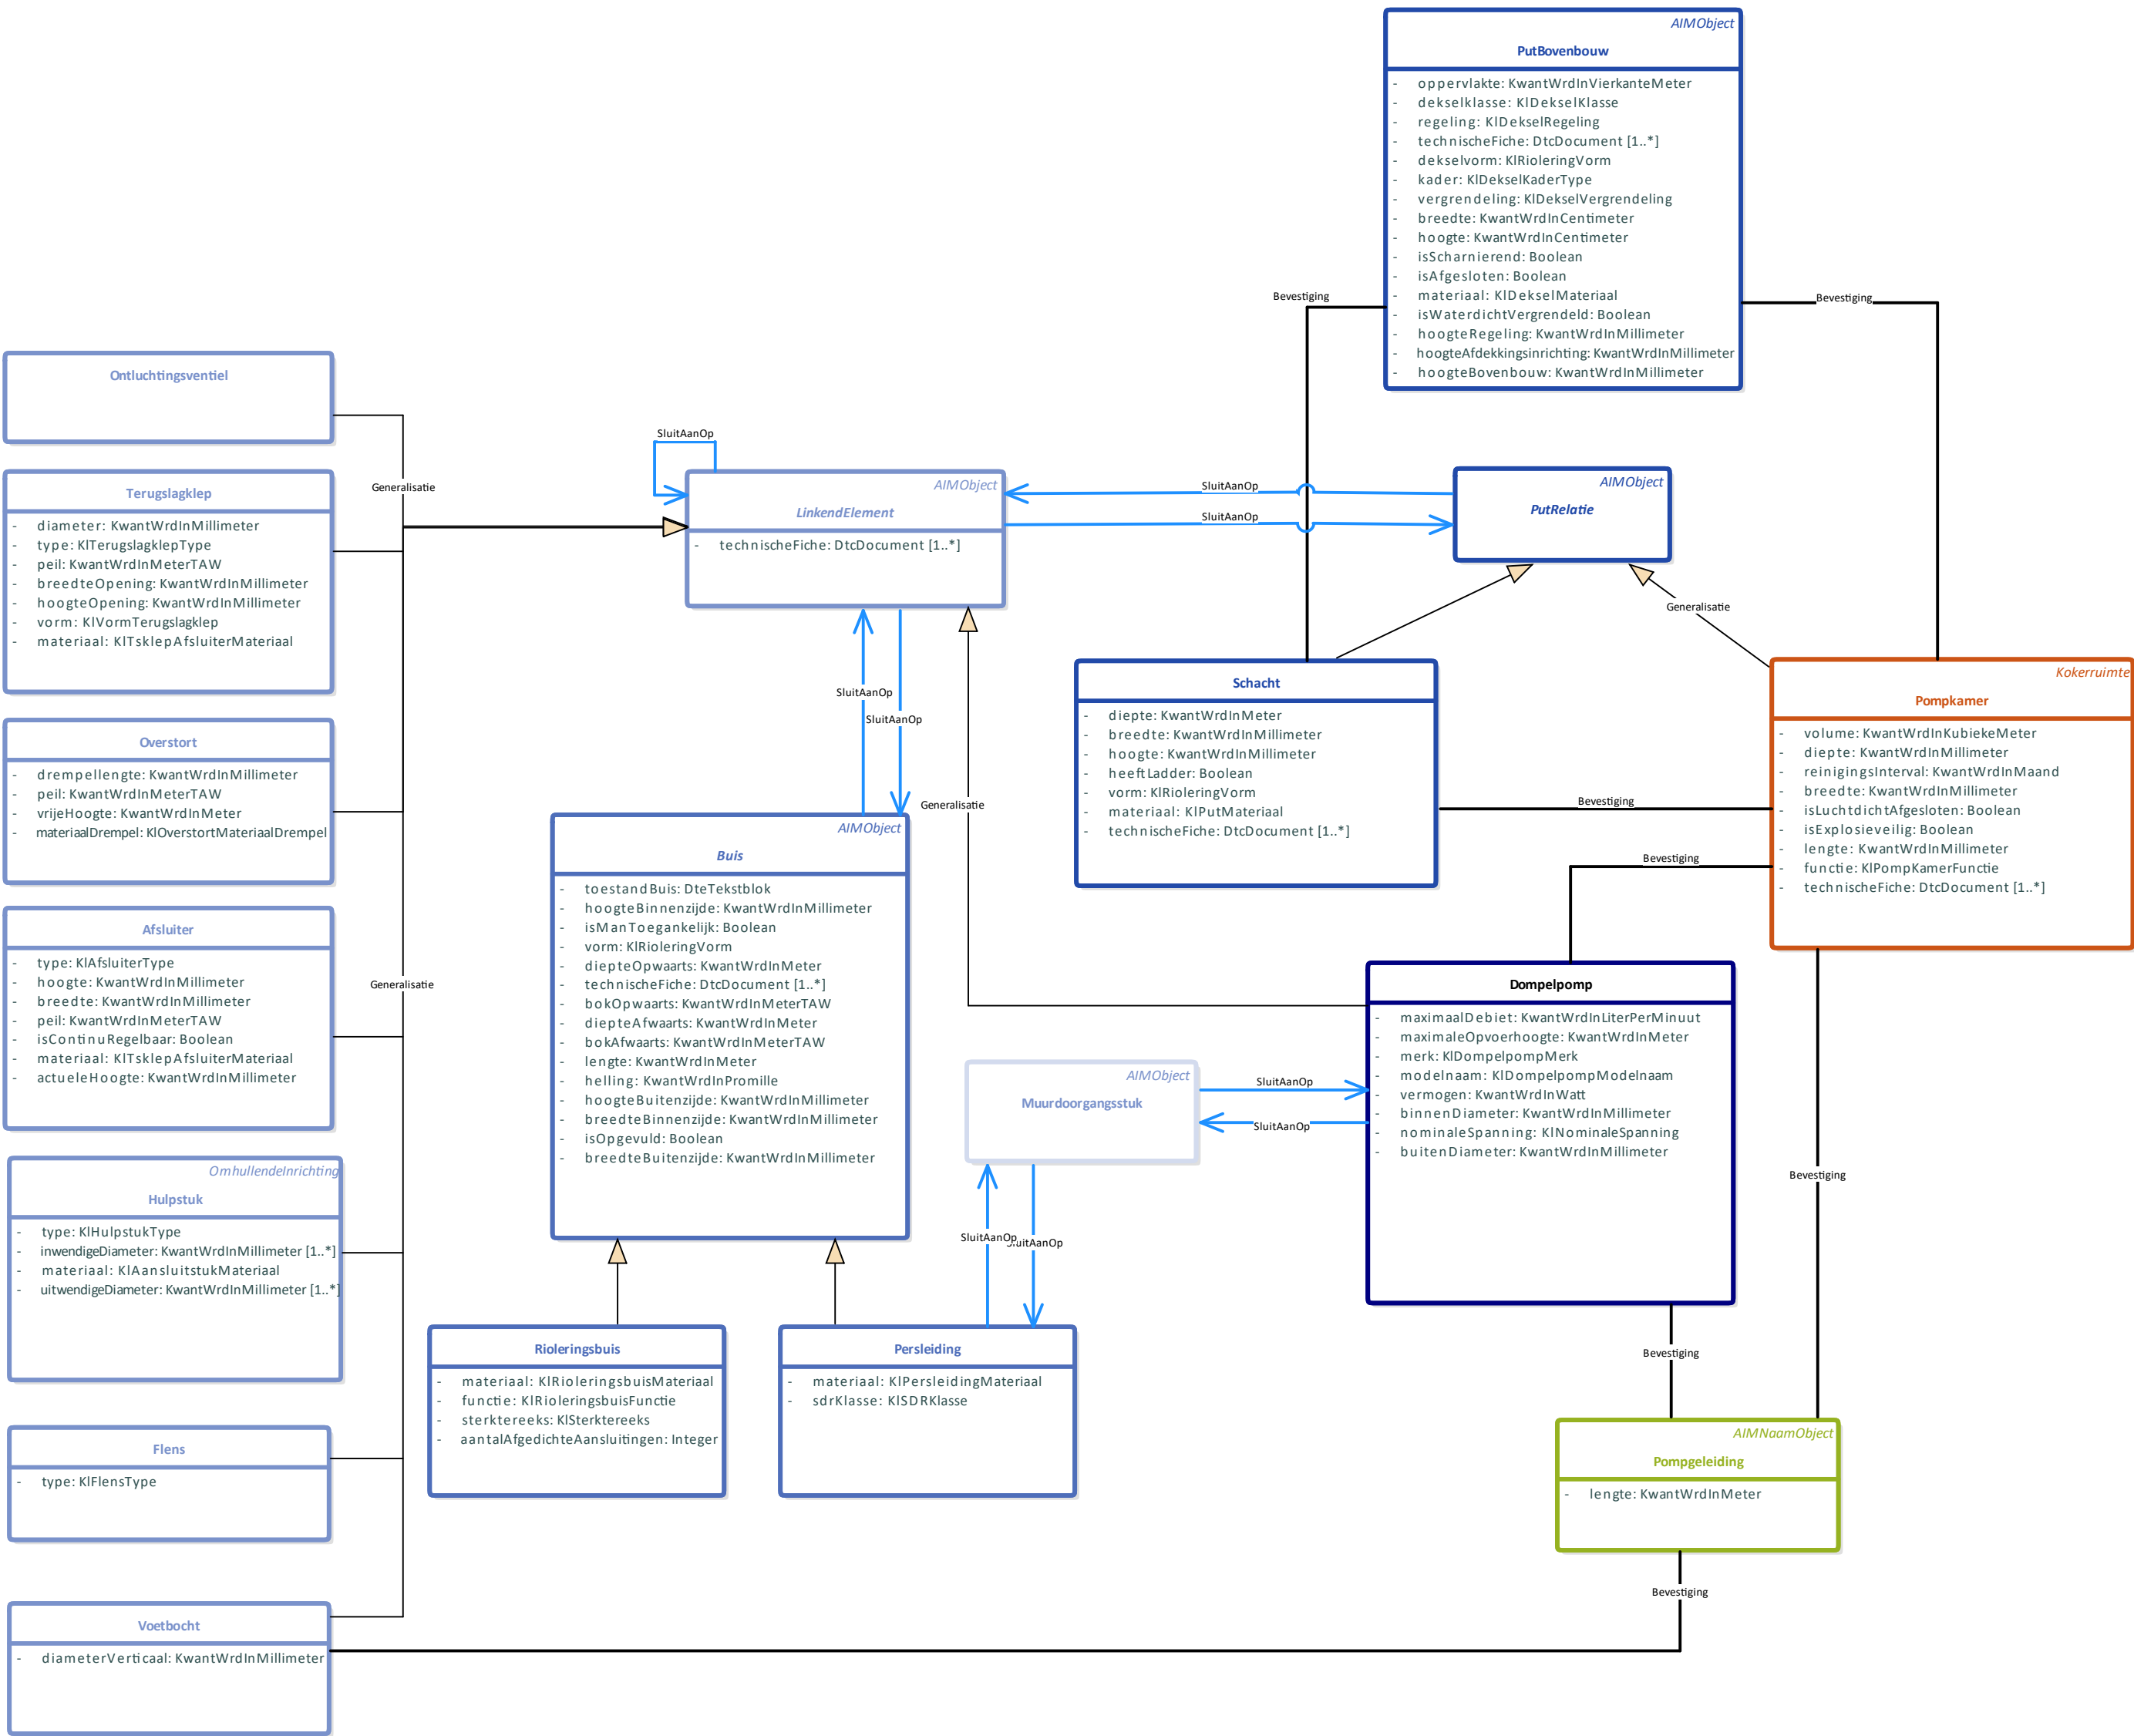 AIMObject
PutBovenbouw
- oppervlakte: KwantWrdInVierkanteMeter
- dekselklasse: KlDekselKlasse
- regeling: KlDekselRegeling
- technischeFiche: DtcDocument [1..*]
- dekselvorm: KlRioleringVorm
- kader: KlDekselKaderType
- vergrendeling: KlDekselVergrendeling
- breedte: KwantWrdInCentimeter
- hoogte: KwantWrdInCentimeter
- isScharnierend: Boolean
- isAfgesloten: Boolean
- materiaal: KlDekselMateriaal
- isWaterdichtVergrendeld: Boolean
- hoogteRegeling: KwantWrdInMillimeter
- hoogteAfdekkingsinrichting: KwantWrdInMillimeter
- hoogteBovenbouw: KwantWrdInMillimeter
Bevestiging
Bevestiging
Ontluchtingsventiel
Generalisatie
Terugslagklep
- diameter: KwantWrdInMillimeter
- type: KlTerugslagklepType
- peil: KwantWrdInMeterTAW
- breedteOpening: KwantWrdInMillimeter
- hoogteOpening: KwantWrdInMillimeter
- vorm: KlVormTerugslagklep
- materiaal: KlTsklepAfsluiterMateriaal
SluitAanOp
AIMObject
LinkendElement
- technischeFiche: DtcDocument [1..*]
SluitAanOp
SluitAanOp
AIMObject
PutRelatie
Generalisatie
Overstort
- drempellengte: KwantWrdInMillimeter
- peil: KwantWrdInMeterTAW
- vrijeHoogte: KwantWrdInMeter
- materiaalDrempel: KlOverstortMateriaalDrempel
SluitAanOp
SluitAanOp
Generalisatie
Schacht
- diepte: KwantWrdInMeter
- breedte: KwantWrdInMillimeter
- hoogte: KwantWrdInMillimeter
- heeftLadder: Boolean
- vorm: KlRioleringVorm
- materiaal: KlPutMateriaal
- technischeFiche: DtcDocument [1..*]
Bevestiging
Bevestiging
Kokerruimte
Pompkamer
- volume: KwantWrdInKubiekeMeter
- diepte: KwantWrdInMillimeter
- reinigingsInterval: KwantWrdInMaand
- breedte: KwantWrdInMillimeter
- isLuchtdichtAfgesloten: Boolean
- isExplosieveilig: Boolean
- lengte: KwantWrdInMillimeter
- functie: KlPompKamerFunctie
- technischeFiche: DtcDocument [1..*]
Afsluiter
- type: KlAfsluiterType
- hoogte: KwantWrdInMillimeter
- breedte: KwantWrdInMillimeter
- peil: KwantWrdInMeterTAW
- isContinuRegelbaar: Boolean
- materiaal: KlTsklepAfsluiterMateriaal
- actueleHoogte: KwantWrdInMillimeter
Generalisatie
AIMObject
Buis
- toestandBuis: DteTekstblok
- hoogteBinnenzijde: KwantWrdInMillimeter
- isManToegankelijk: Boolean
- vorm: KlRioleringVorm
- diepteOpwaarts: KwantWrdInMeter
- technischeFiche: DtcDocument [1..*]
- bokOpwaarts: KwantWrdInMeterTAW
- diepteAfwaarts: KwantWrdInMeter
- bokAfwaarts: KwantWrdInMeterTAW
- lengte: KwantWrdInMeter
- helling: KwantWrdInPromille
- hoogteBuitenzijde: KwantWrdInMillimeter
- breedteBinnenzijde: KwantWrdInMillimeter
- isOpgevuld: Boolean
- breedteBuitenzijde: KwantWrdInMillimeter
AIMObject
Muurdoorgangsstuk
SluitAanOp
SluitAanOp
SluitAanOp
SluitAanOp
Dompelpomp
- maximaalDebiet: KwantWrdInLiterPerMinuut
- maximaleOpvoerhoogte: KwantWrdInMeter
- merk: KlDompelpompMerk
- modelnaam: KlDompelpompModelnaam
- vermogen: KwantWrdInWatt
- binnenDiameter: KwantWrdInMillimeter
- nominaleSpanning: KlNominaleSpanning
- buitenDiameter: KwantWrdInMillimeter
Bevestiging
Bevestiging
OmhullendeInrichting
Hulpstuk
- type: KlHulpstukType
- inwendigeDiameter: KwantWrdInMillimeter [1..*]
- materiaal: KlAansluitstukMateriaal
- uitwendigeDiameter: KwantWrdInMillimeter [1..*]
Rioleringsbuis
- materiaal: KlRioleringsbuisMateriaal
- functie: KlRioleringsbuisFunctie
- sterktereeks: KlSterktereeks
- aantalAfgedichteAansluitingen: Integer
Persleiding
- materiaal: KlPersleidingMateriaal
- sdrKlasse: KlSDRKlasse
AIMNaamObject
Pompgeleiding
- lengte: KwantWrdInMeter
Flens
- type: KlFlensType
Bevestiging
Voetbocht
- diameterVerticaal: KwantWrdInMillimeter